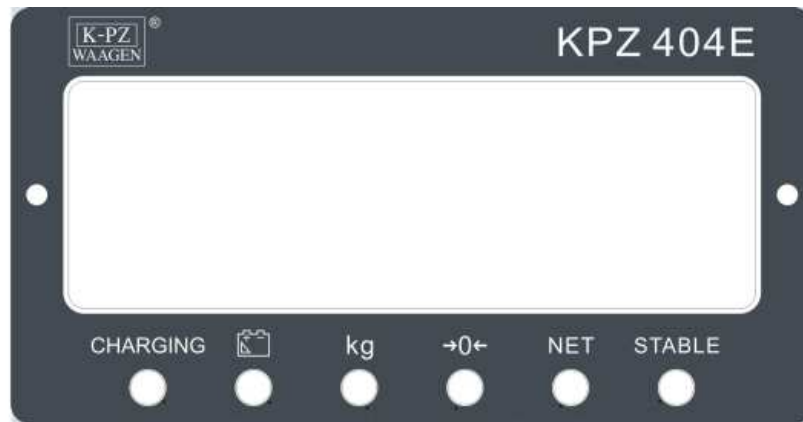 K-PZ ®
WAAGEN
KPZ 404E
CHARGING kg →0← NET STABLE